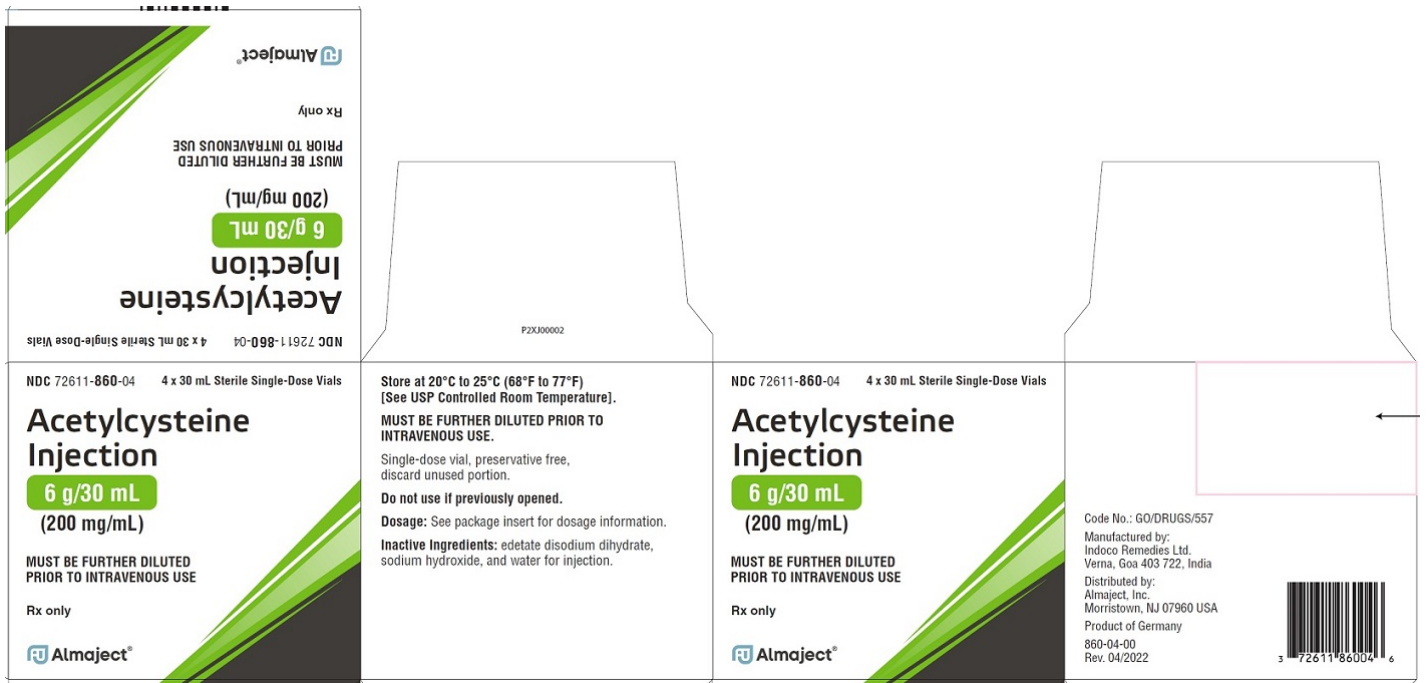 Almaject®
Rx only
MUST BE FURTHER DILUTED
PRIOR TO INTRAVENOUS USE
(200 mg/mL)
6 g/30 mL
Acetylcysteine
Injection
NDC 72611-860-04 4 x 30 mL Sterile Single-Dose Vials
P2XJ00002
NDC 72611-860-04 4 x 30 mL Sterile Single-Dose Vials
Acetylcysteine
Injection
6 g/30 mL
(200 mg/mL)
MUST BE FURTHER DILUTED
PRIOR TO INTRAVENOUS USE
Rx only
Almaject®
Store at 20°C to 25°C (68°F to 77°F)
[See USP Controlled Room Temperature].
MUST BE FURTHER DILUTED PRIOR TO
INTRAVENOUS USE.
Single-dose vial, preservative free,
discard unused portion.
Do not use if previously opened.
Dosage: See package insert for dosage information.
Inactive Ingredients: edetate disodium dihydrate,
sodium hydroxide, and water for injection.
NDC 72611-860-04 4 x 30 mL Sterile Single-Dose Vials
Acetylcysteine
Injection
6 g/30 mL
(200 mg/mL)
MUST BE FURTHER DILUTED
PRIOR TO INTRAVENOUS USE
Rx only
Almaject®
Code No.: GO/DRUGS/557
Manufactured by:
Indoco Remedies Ltd.
Verna, Goa 403 722, India
Distributed by:
Almaject, Inc.
Morristown, NJ 07960 USA
Product of Germany
860-04-00
Rev. 04/2022
3 72611 86004 6